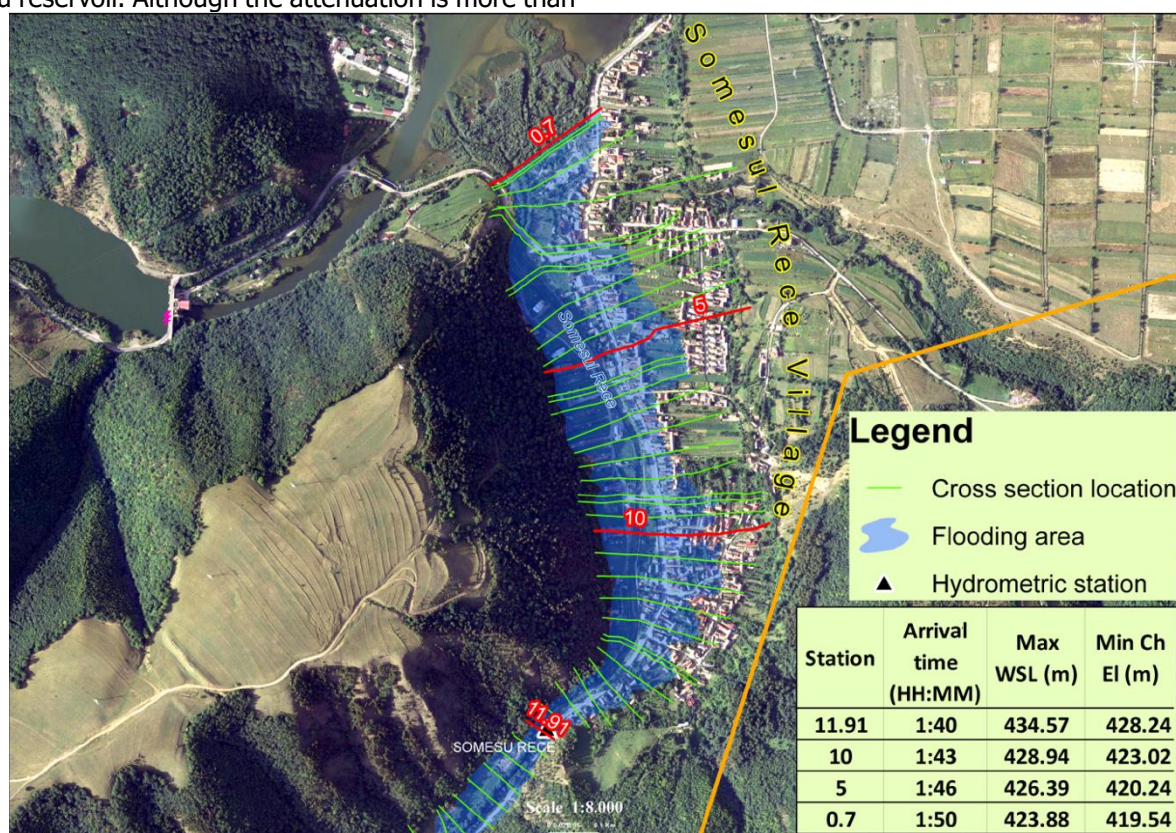 u reservoir. Although the attenuation is more than
Somesul Rece Village
0.7
5
Somesul Rece
10
11.91
SOMESU RECE
Scale 1:8.000
Legend
Cross section location
Flooding area
Hydrometric station
Station Arrival time (HH:MM) Max WSL (m) Min Ch El (m)
11.91 1:40 434.57 428.24
10 1:43 428.94 423.02
5 1:46 426.39 420.24
0.7 1:50 423.88 419.54